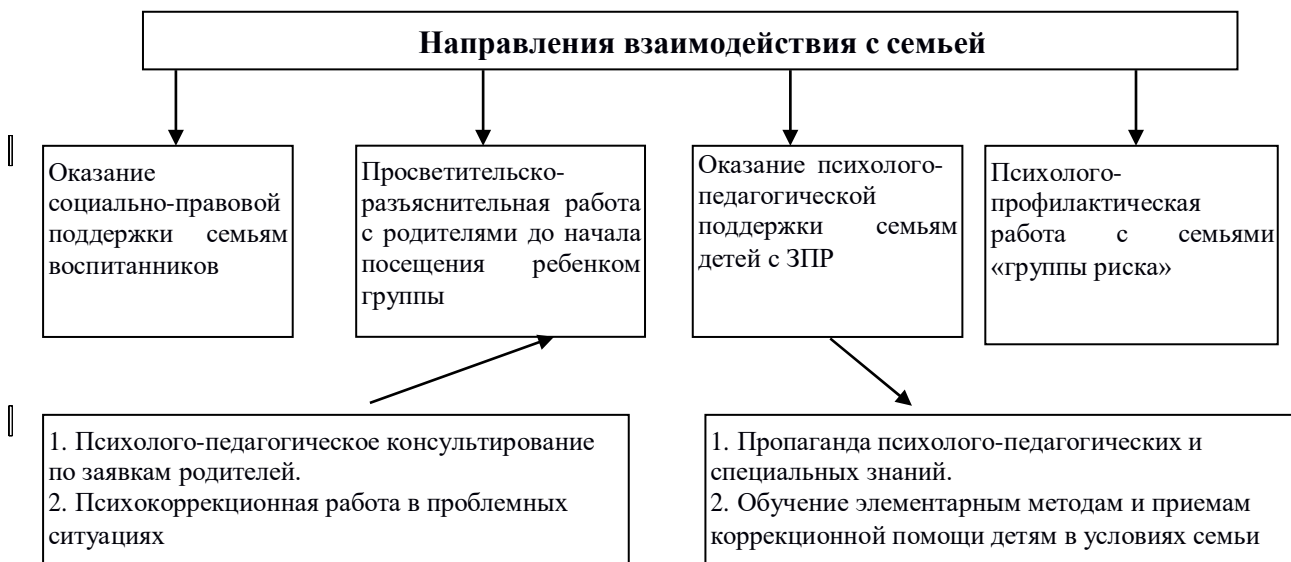 Направления взаимодействия с семьей
Оказание
социально-правовой
поддержки семьям
воспитанников
Просветительско-
разъяснительная работа
с родителями до начала
посещения ребенком
группы
Оказание психолого-
педагогической
поддержки семьям
детей с ЗПР
Психолого-
профилактическая
работа с семьями
«группы риска»
1. Психолого-педагогическое консультирование
по заявкам родителей.
2. Психокоррекционная работа в проблемных
ситуациях
1. Пропаганда психолого-педагогических и
специальных знаний.
2. Обучение элементарным методам и приемам
коррекционной помощи детям в условиях семьи